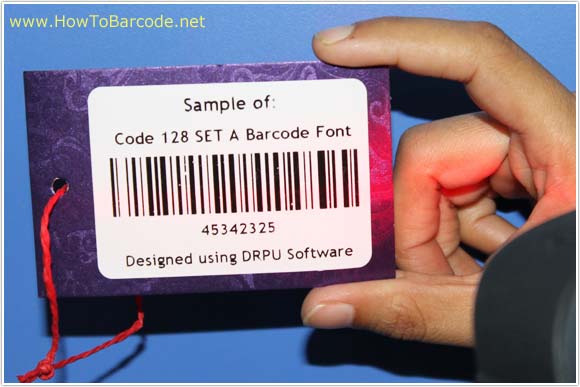 www.HowToBarcode.net
Sample of:
Code 128 SET A Barcode Font
45342325
Designed using DRPU Software